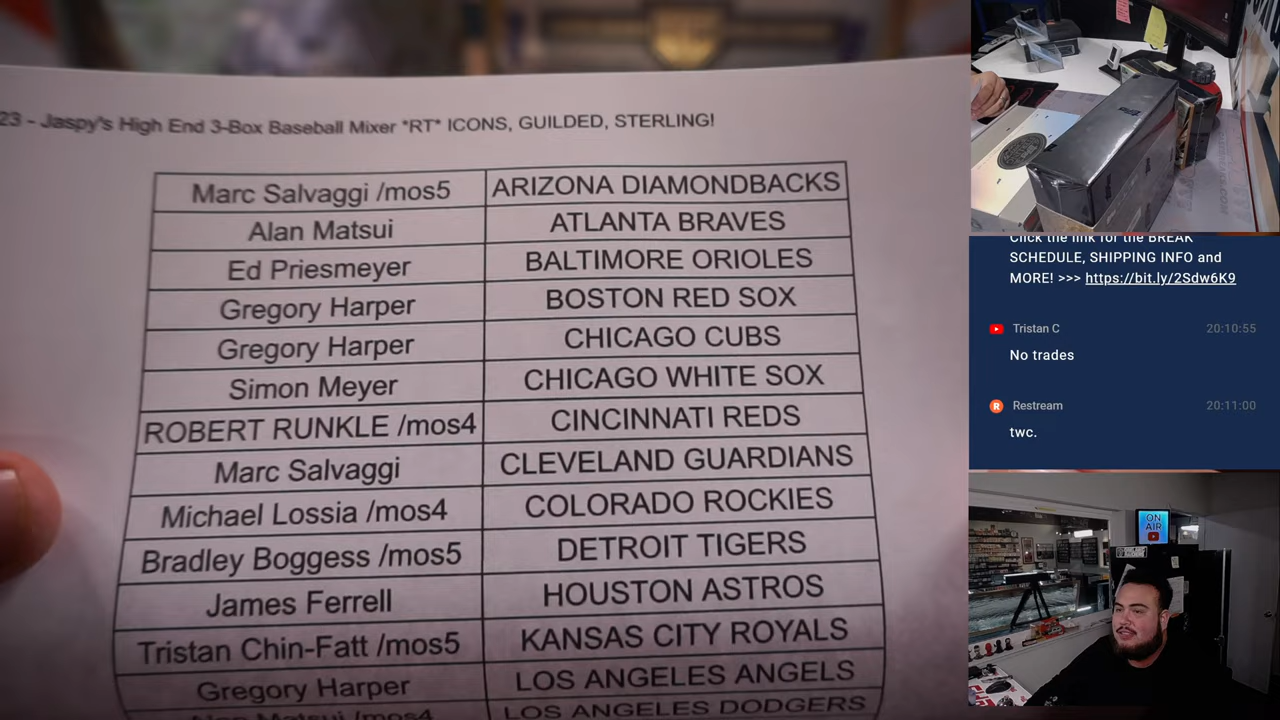 23 - Jaspy's High End 3-Box Baseball Mixer *RT* ICONS, GUILDED, STERLING!
Marc Salvaggi /mos5 ARIZONA DIAMONDBACKS
Alan Matsui ATLANTA BRAVES
Ed Priesmeyer BALTIMORE ORIOLES
Gregory Harper BOSTON RED SOX
Gregory Harper CHICAGO CUBS
Simon Meyer CHICAGO WHITE SOX
ROBERT RUNKLE /mos4 CINCINNATI REDS
Marc Salvaggi CLEVELAND GUARDIANS
Michael Lossia /mos4 COLORADO ROCKIES
Bradley Boggess /mos5 DETROIT TIGERS
James Ferrell HOUSTON ASTROS
Tristan Chin-Fatt /mos5 KANSAS CITY ROYALS
Gregory Harper LOS ANGELES ANGELS
Alan Matsui /mos4 LOS ANGELES DODGERS
Click the link for the BREAK
SCHEDULE, SHIPPING INFO and
MORE! >>> https://bit.ly/2Sdw6K9
Tristan C 20:10:55
No trades
Restream 20:11:00
twc.
ON
AIR